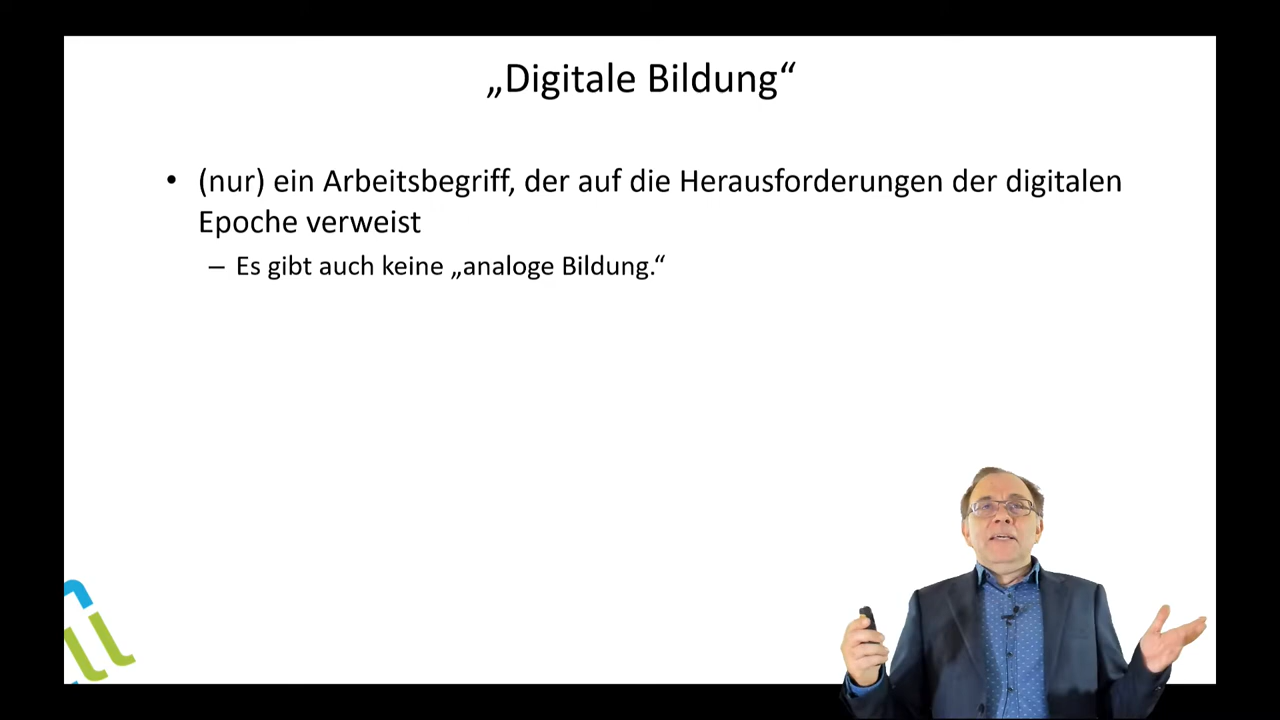 „Digitale Bildung“
• (nur) ein Arbeitsbegriff, der auf die Herausforderungen der digitalen
Epoche verweist
– Es gibt auch keine „analoge Bildung.“